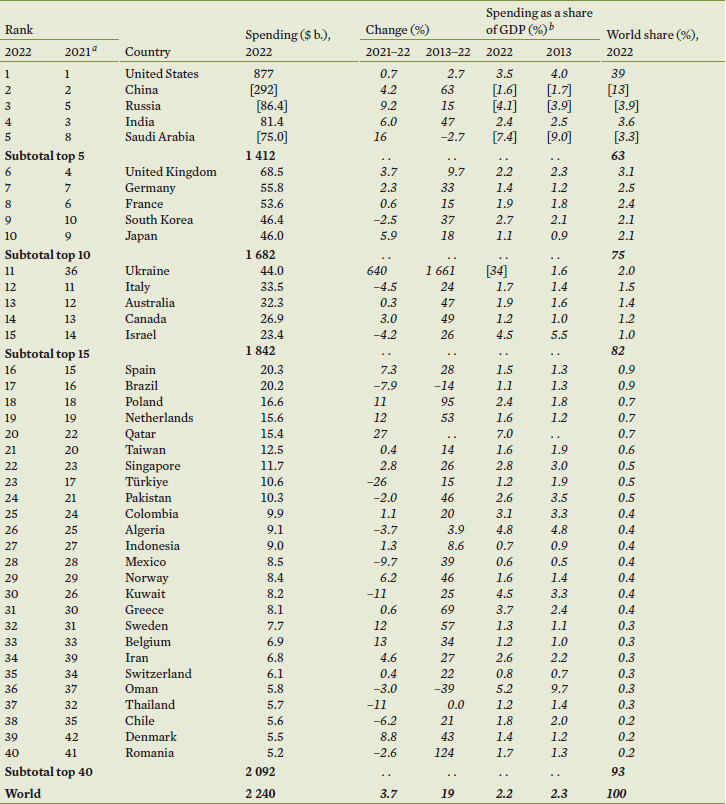 Rank Spending ($ b.), Change (%) Spending as a share of GDP (%)b World share (%),
2022 2021a Country 2022 2021–22 2013–22 2022 2013 2022
1 1 United States 877 0.7 2.7 3.5 4.0 39
2 2 China [292] 4.2 63 [1.6] [1.7] [13]
3 5 Russia [86.4] 9.2 15 [4.1] [3.9] [3.9]
4 3 India 81.4 6.0 47 2.4 2.5 3.6
5 8 Saudi Arabia [75.0] 16 –2.7 [7.4] [9.0] [3.3]
Subtotal top 5 1 412 . . . . . . . . 63
6 4 United Kingdom 68.5 3.7 9.7 2.2 2.3 3.1
7 7 Germany 55.8 2.3 33 1.4 1.2 2.5
8 6 France 53.6 0.6 15 1.9 1.8 2.4
9 10 South Korea 46.4 –2.5 37 2.7 2.1 2.1
10 9 Japan 46.0 5.9 18 1.1 0.9 2.1
Subtotal top 10 1 682 . . . . . . . . 75
11 36 Ukraine 44.0 640 1 661 [34] 1.6 2.0
12 11 Italy 33.5 –4.5 24 1.7 1.4 1.5
13 12 Australia 32.3 0.3 47 1.9 1.6 1.4
14 13 Canada 26.9 3.0 49 1.2 1.0 1.2
15 14 Israel 23.4 –4.2 26 4.5 5.5 1.0
Subtotal top 15 1 842 . . . . . . . . 82
16 15 Spain 20.3 7.3 28 1.5 1.3 0.9
17 16 Brazil 20.2 –7.9 –14 1.1 1.3 0.9
18 18 Poland 16.6 11 95 2.4 1.8 0.7
19 19 Netherlands 15.6 12 53 1.6 1.2 0.7
20 22 Qatar 15.4 27 . . 7.0 . . 0.7
21 20 Taiwan 12.5 0.4 14 1.6 1.9 0.6
22 23 Singapore 11.7 2.8 26 2.8 3.0 0.5
23 17 Türkiye 10.6 –26 15 1.2 1.9 0.5
24 21 Pakistan 10.3 –2.0 46 2.6 3.5 0.5
25 24 Colombia 9.9 1.1 20 3.1 3.3 0.4
26 25 Algeria 9.1 –3.7 3.9 4.8 4.8 0.4
27 27 Indonesia 9.0 1.3 8.6 0.7 0.9 0.4
28 28 Mexico 8.5 –9.7 39 0.6 0.5 0.4
29 29 Norway 8.4 6.2 46 1.6 1.4 0.4
30 26 Kuwait 8.2 –11 25 4.5 3.3 0.4
31 30 Greece 8.1 0.6 69 3.7 2.4 0.4
32 31 Sweden 7.7 12 57 1.3 1.1 0.3
33 33 Belgium 6.9 13 34 1.2 1.0 0.3
34 39 Iran 6.8 4.6 27 2.6 2.2 0.3
35 34 Switzerland 6.1 0.4 22 0.8 0.7 0.3
36 37 Oman 5.8 –3.0 –39 5.2 9.7 0.3
37 32 Thailand 5.7 –11 0.0 1.2 1.4 0.3
38 35 Chile 5.6 –6.2 21 1.8 2.0 0.2
39 42 Denmark 5.5 8.8 43 1.4 1.2 0.2
40 41 Romania 5.2 –2.6 124 1.7 1.3 0.2
Subtotal top 40 2 092 . . . . . . . . 93
World 2 240 3.7 19 2.2 2.3 100